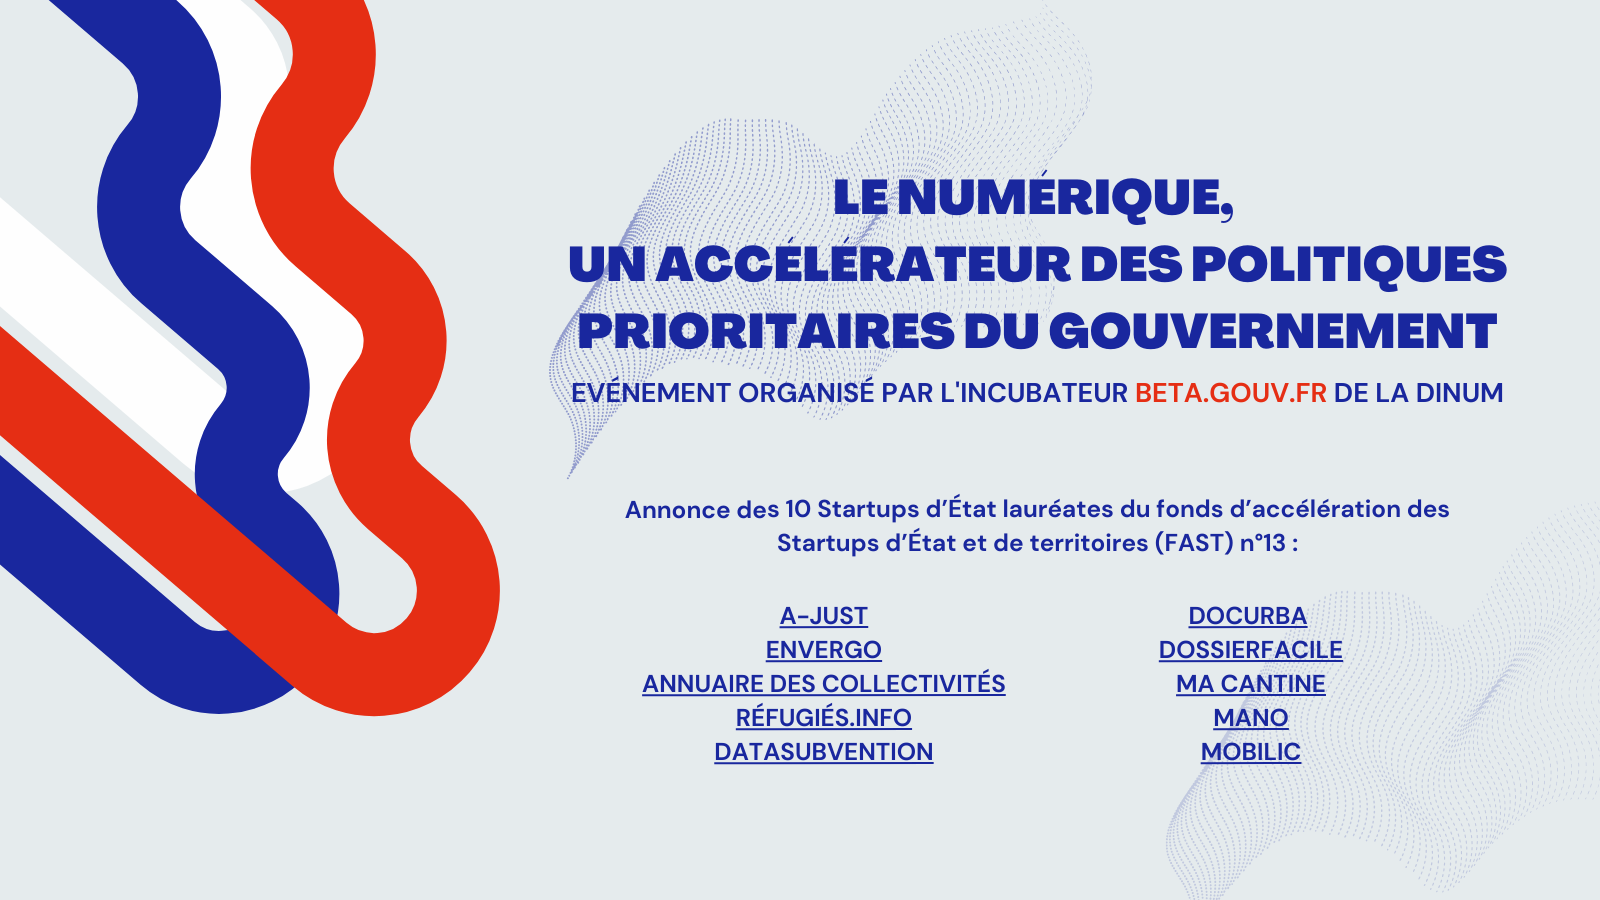 LE NUMÉRIQUE,
UN ACCÉLÉRATEUR DES POLITIQUES
PRIORITAIRES DU GOUVERNEMENT
EVÉNEMENT ORGANISÉ PAR L'INCUBATEUR BETA.GOUV.FR DE LA DINUM
Annonce des 10 Startups d’État lauréates du fonds d’accélération des
Startups d’État et de territoires (FAST) n°13 :
A-JUST
ENVERGO
ANNUAIRE DES COLLECTIVITÉS
RÉFUGIÉS.INFO
DATASUBVENTION
DOCURBA
DOSSIERFACILE
MA CANTINE
MANO
MOBILIC